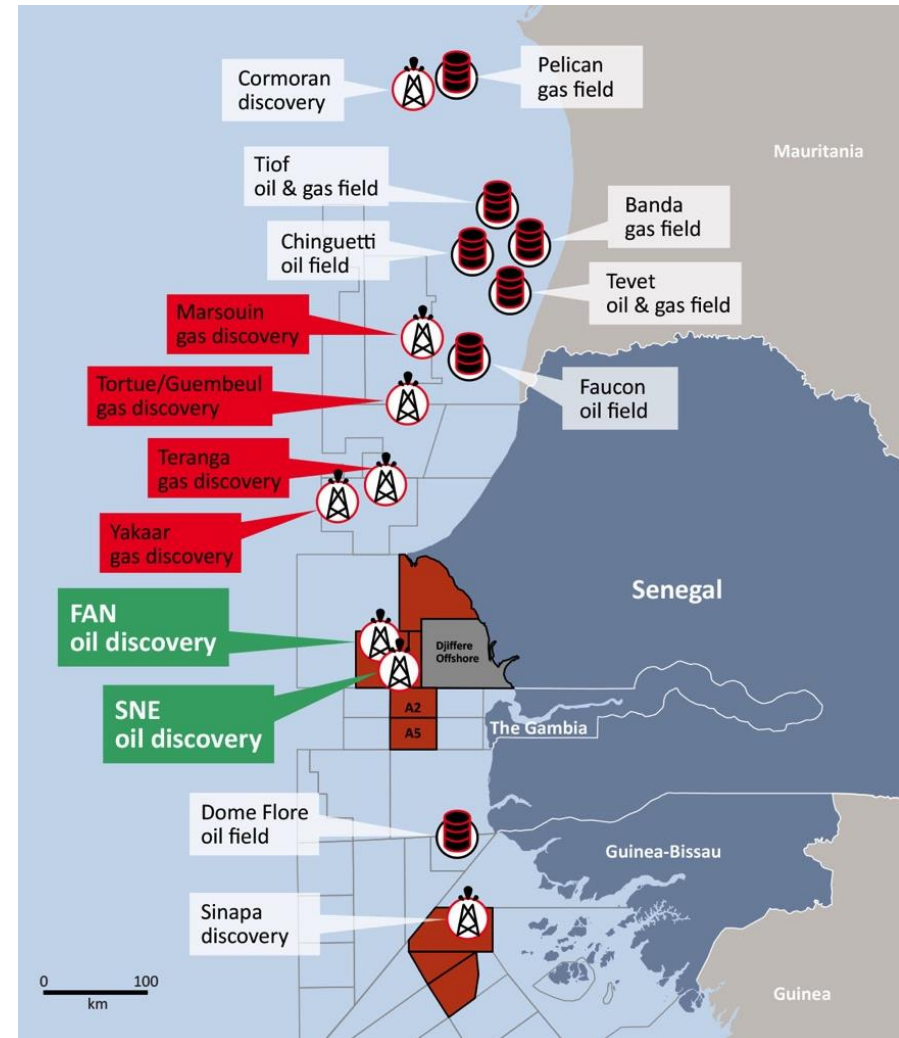 Cormoran
discovery
Pelican
gas field
Mauritania
Tiof
oil & gas field
Banda
gas field
Chinguetti
oil field
Tevet
oil & gas field
Marsouin
gas discovery
Tortue/Guembeul
gas discovery
Faucon
oil field
Teranga
gas discovery
Yakaar
gas discovery
Senegal
FAN
oil discovery
Djiffere
Offshore
SNE
oil discovery
A2
A5
The Gambia
Dome Flore
oil field
Guinea-Bissau
Sinapa
discovery
0 100
km
Guinea